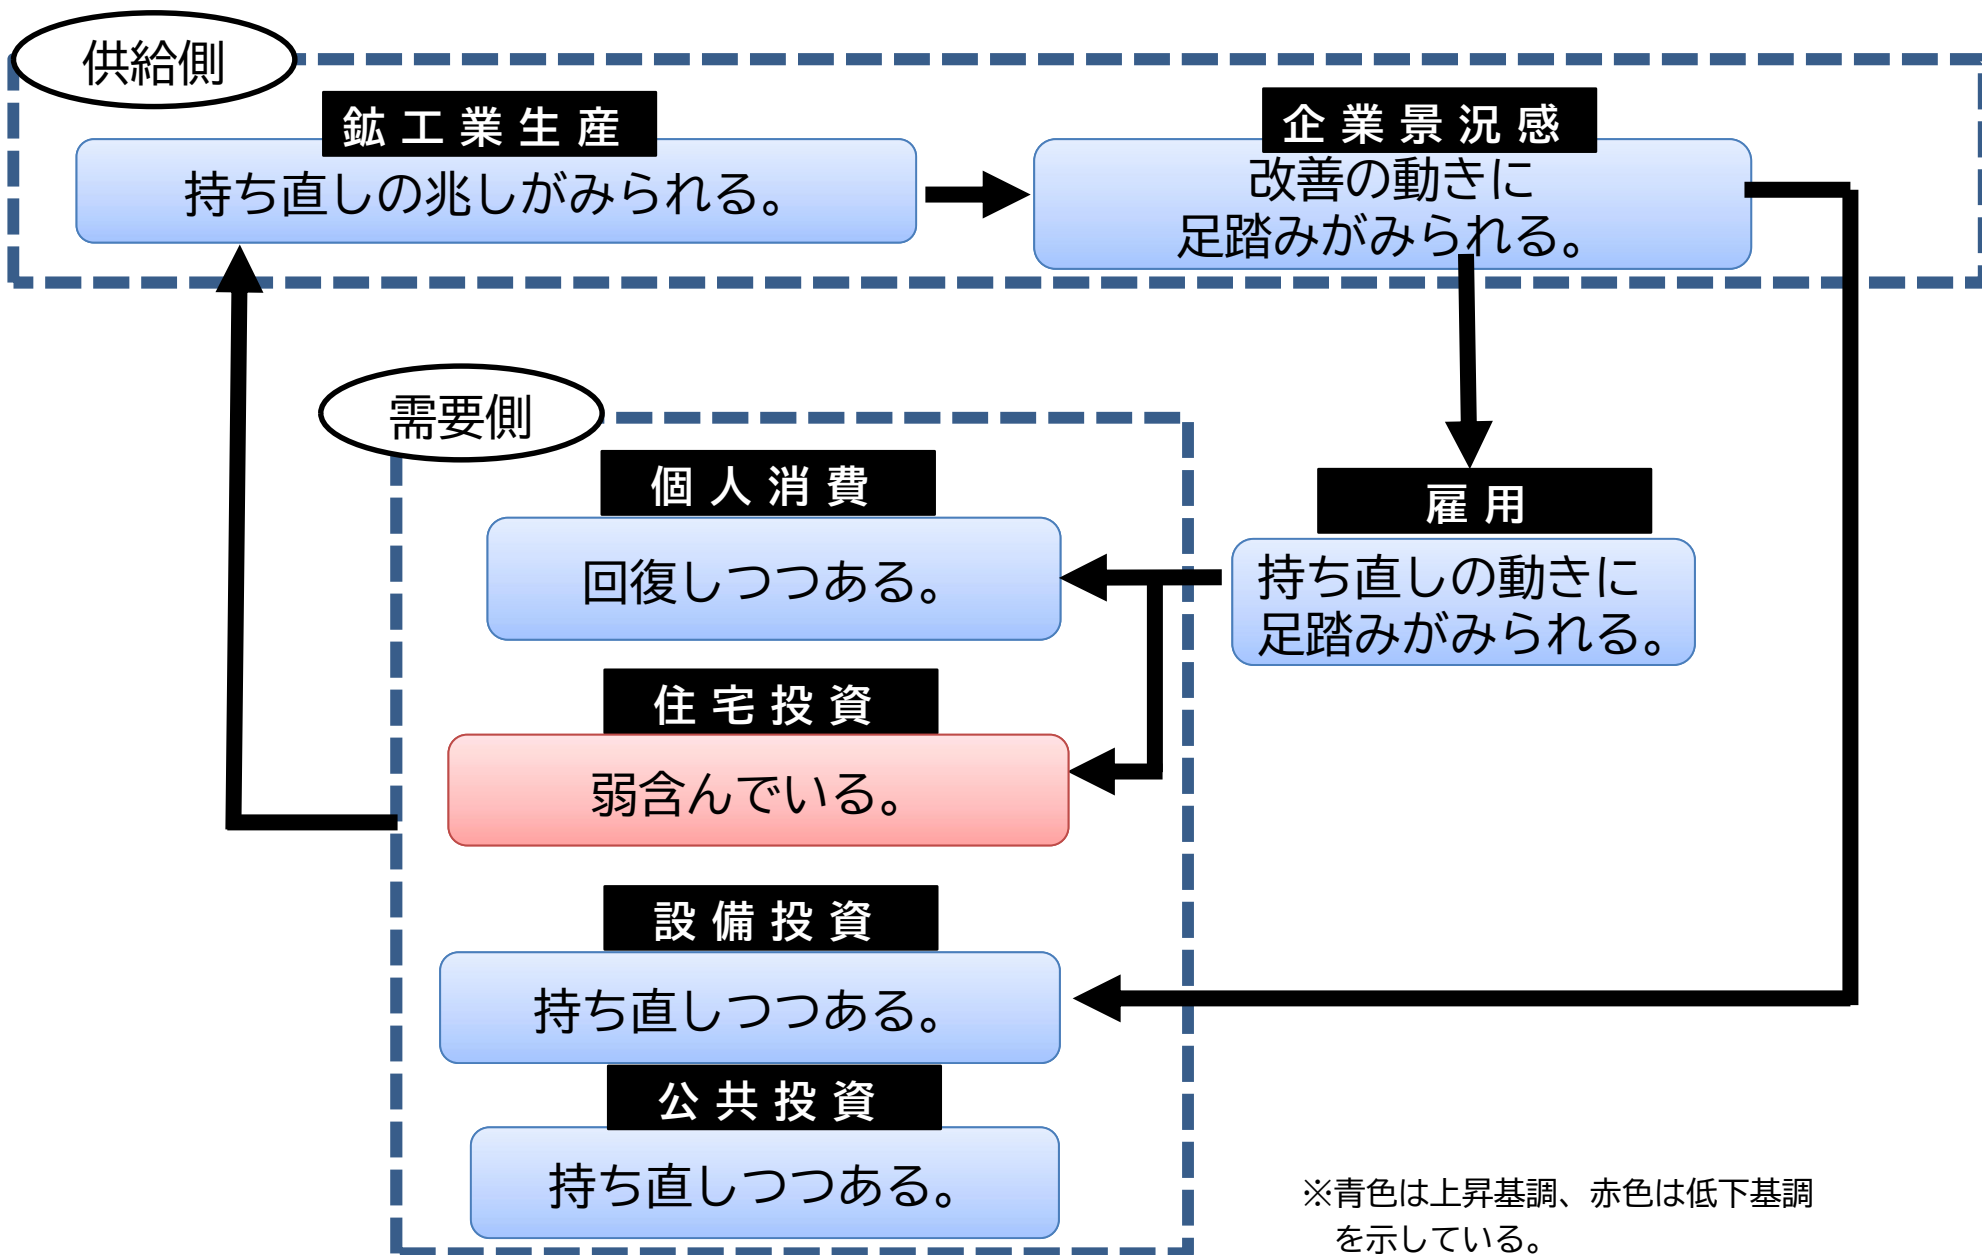 供給側
鉱工業生産
持ち直しの兆しがみられる。
企業景況感
改善の動きに
足踏みがみられる。
需要側
個人消費
回復しつつある。
雇用
持ち直しの動きに
足踏みがみられる。
住宅投資
弱含んでいる。
設備投資
持ち直しつつある。
公共投資
持ち直しつつある。
※青色は上昇基調、赤色は低下基調
を示している。